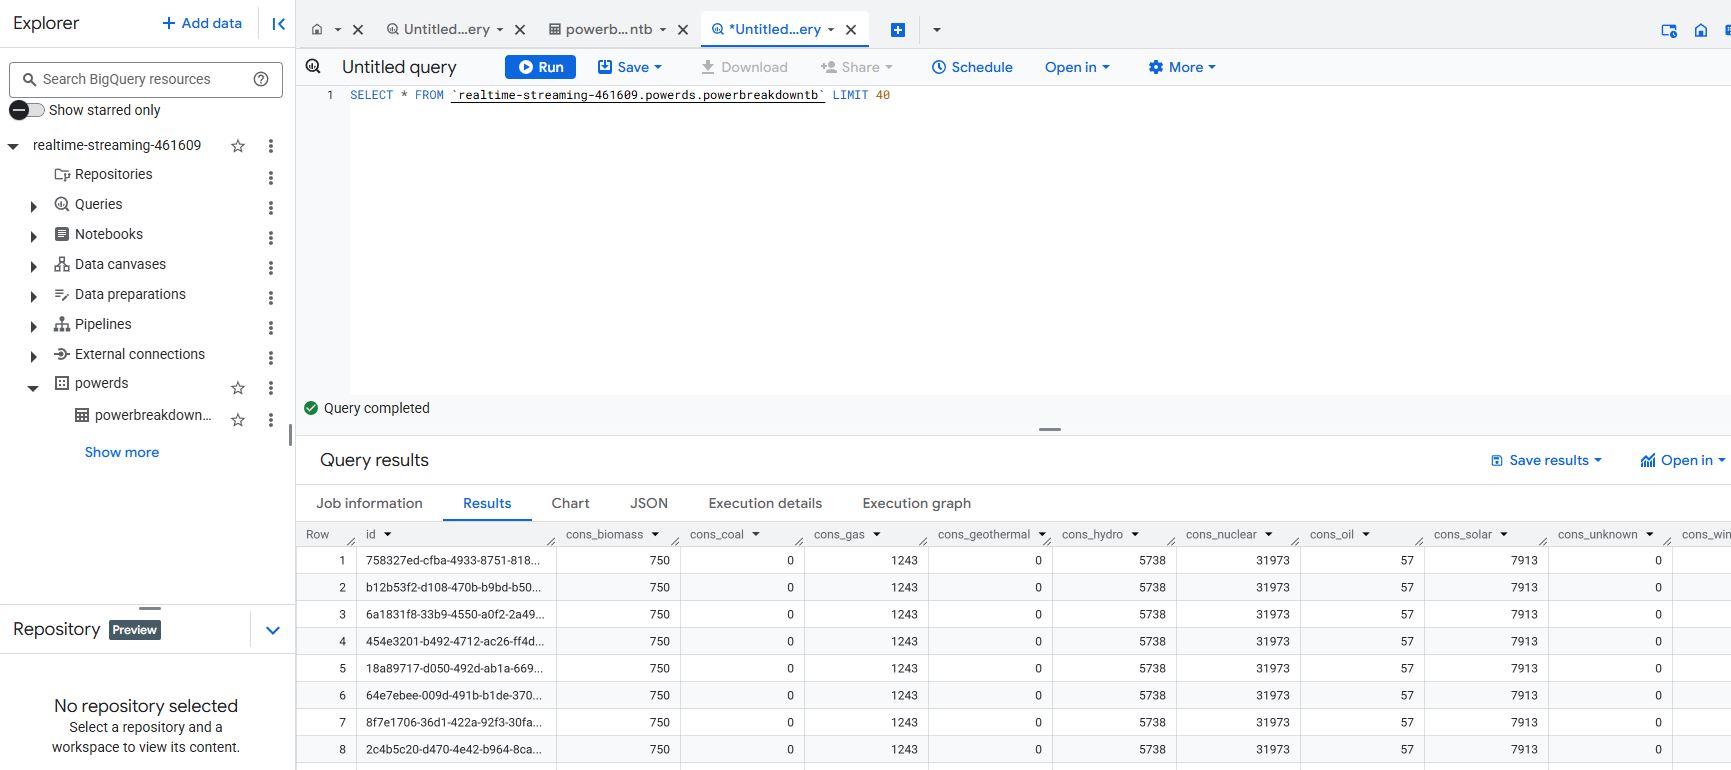 Explorer
+ Add data
Search BigQuery resources
Show starred only
realtime-streaming-461609
Repositories
Queries
Notebooks
Data canvases
Data preparations
Pipelines
External connections
powerds
powerbreakdown...
Show more
Repository Preview
No repository selected
Select a repository and a
workspace to view its content.
Untitled...ery
powerb...ntb
*Untitled...ery
Untitled query
Run
Save
Download
Share
Schedule
Open in
More
1 SELECT * FROM `realtime-streaming-461609.powerds.powerbreakdowntb` LIMIT 40
Query completed
Query results
Save results
Open in
Job information Results Chart JSON Execution details Execution graph
Row id cons_biomass cons_coal cons_gas cons_geothermal cons_hydro cons_nuclear cons_oil cons_solar cons_unknown cons_win
1 758327ed-cfba-4933-8751-818... 750 0 1243 0 5738 31973 57 7913 0
2 b12b53f2-d108-470b-b9bd-b50... 750 0 1243 0 5738 31973 57 7913 0
3 6a1831f8-33b9-4550-a0f2-2a49... 750 0 1243 0 5738 31973 57 7913 0
4 454e3201-b492-4712-ac26-ff4d... 750 0 1243 0 5738 31973 57 7913 0
5 18a89717-d050-492d-ab1a-669... 750 0 1243 0 5738 31973 57 7913 0
6 64e7ebee-009d-491b-b1de-370... 750 0 1243 0 5738 31973 57 7913 0
7 8f7e1706-36d1-422a-92f3-30fa... 750 0 1243 0 5738 31973 57 7913 0
8 2c4b5c20-d470-4e42-b964-8ca... 750 0 1243 0 5738 31973 57 7913 0